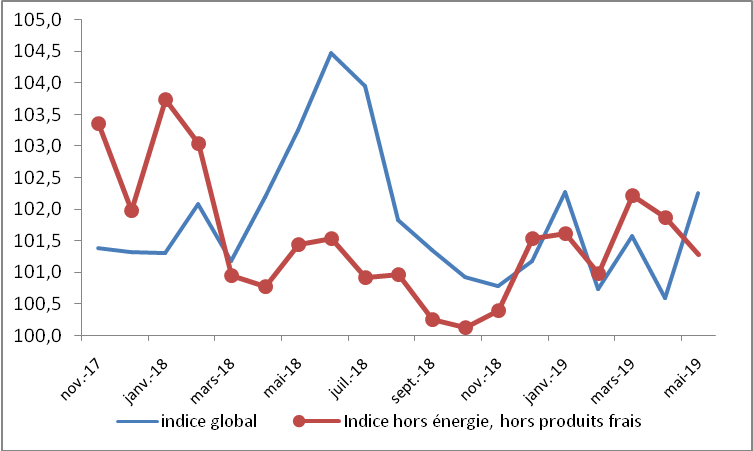 105,0
104,5
104,0
103,5
103,0
102,5
102,0
101,5
101,0
100,5
100,0
nov.-17
janv.-18
mars-18
mai-18
juil.-18
sept.-18
nov.-18
janv.-19
mars-19
mai-19
indice global
Indice hors énergie, hors produits frais